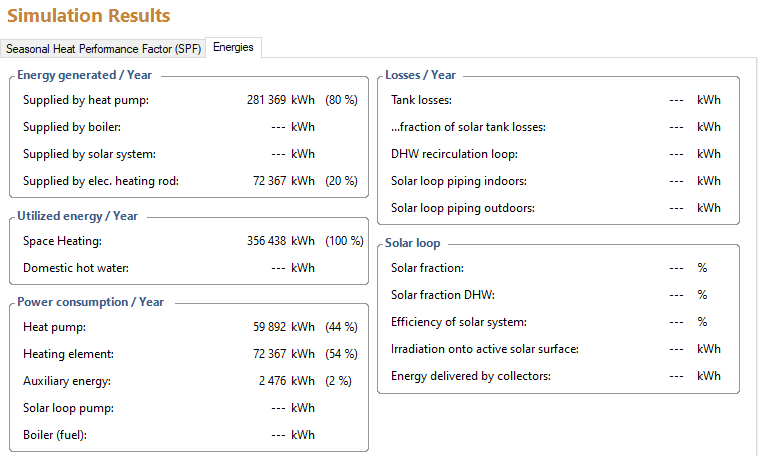 Simulation Results
Seasonal Heat Performance Factor (SPF)
Energies
Energy generated / Year
Supplied by heat pump: 281 369 kWh (80 %)
Supplied by boiler: --- kWh
Supplied by solar system: --- kWh
Supplied by elec. heating rod: 72 367 kWh (20 %)
Utilized energy / Year
Space Heating: 356 438 kWh (100 %)
Domestic hot water: --- kWh
Power consumption / Year
Heat pump: 59 892 kWh (44 %)
Heating element: 72 367 kWh (54 %)
Auxiliary energy: 2 476 kWh (2 %)
Solar loop pump: --- kWh
Boiler (fuel): --- kWh
Losses / Year
Tank losses: --- kWh
...fraction of solar tank losses: --- kWh
DHW recirculation loop: --- kWh
Solar loop piping indoors: --- kWh
Solar loop piping outdoors: --- kWh
Solar loop
Solar fraction: --- %
Solar fraction DHW: --- %
Efficiency of solar system: --- %
Irradiation onto active solar surface: --- kWh
Energy delivered by collectors: --- kWh